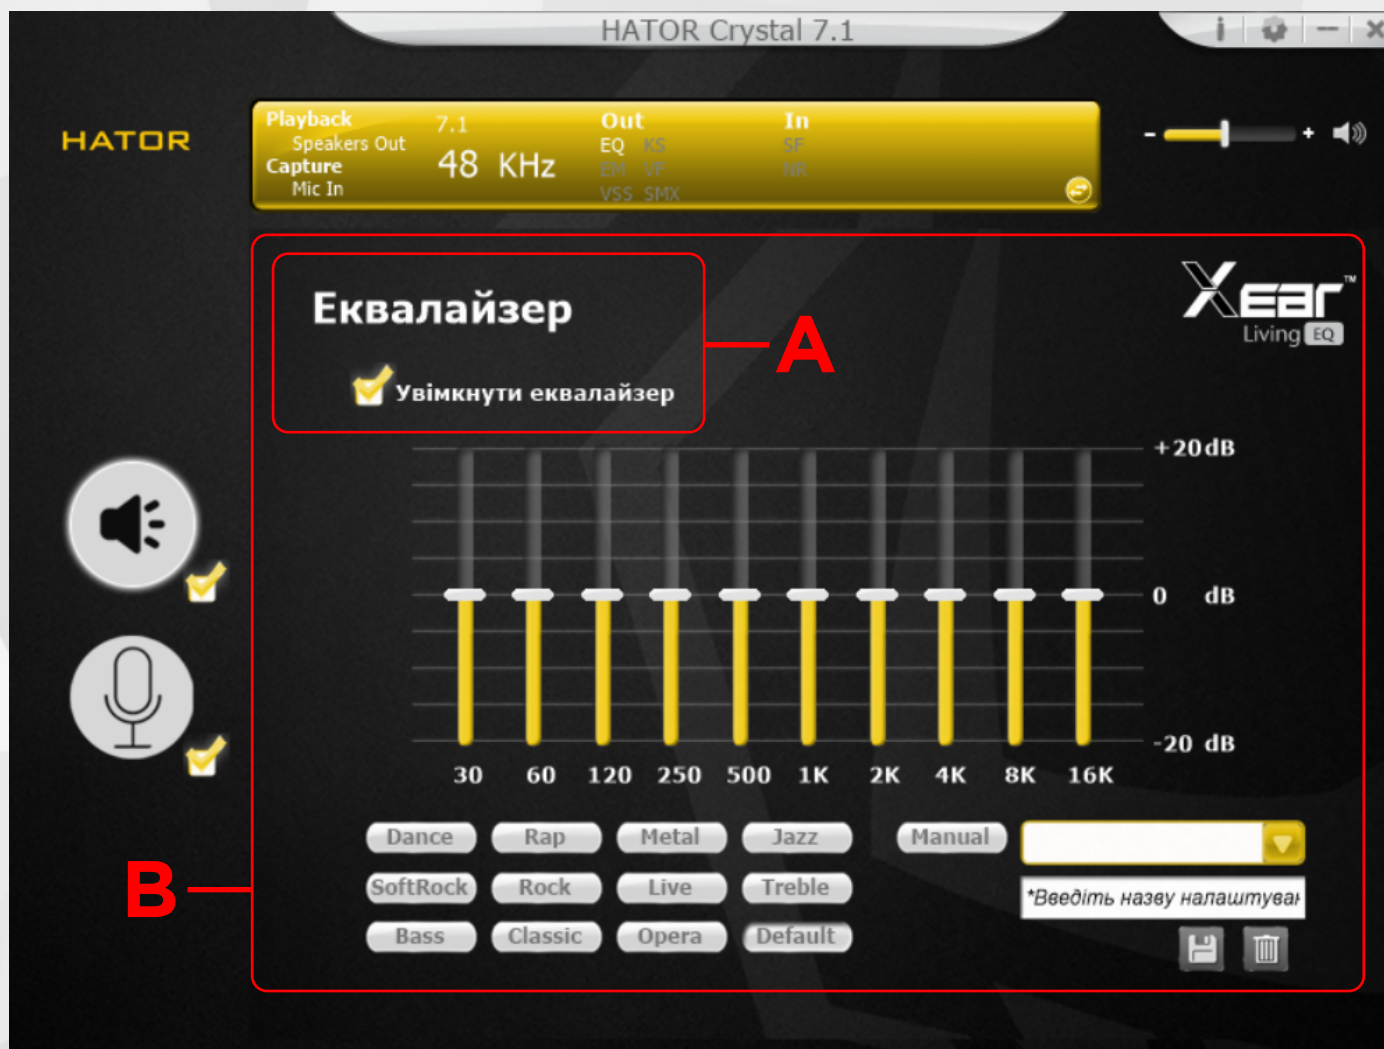 HATOR Crystal 7.1
HATOR
Playback 7.1 Out In
Speakers Out EQ KS SF
Capture 48 KHz EM VF NR
Mic In VSS SMX
- +
Еквалайзер
Xear™
Living EQ
A
Увімкнути еквалайзер
+20 dB
0 dB
-20 dB
30 60 120 250 500 1K 2K 4K 8K 16K
Dance Rap Metal Jazz Manual
SoftRock Rock Live Treble
*Введіть назву налаштуван
B
Bass Classic Opera Default